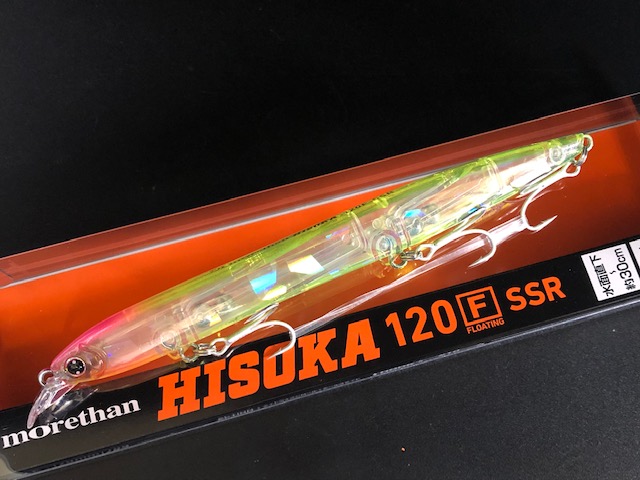 morethan HISOKA 120 F SSR
FLOATING
水面直下
約30cm